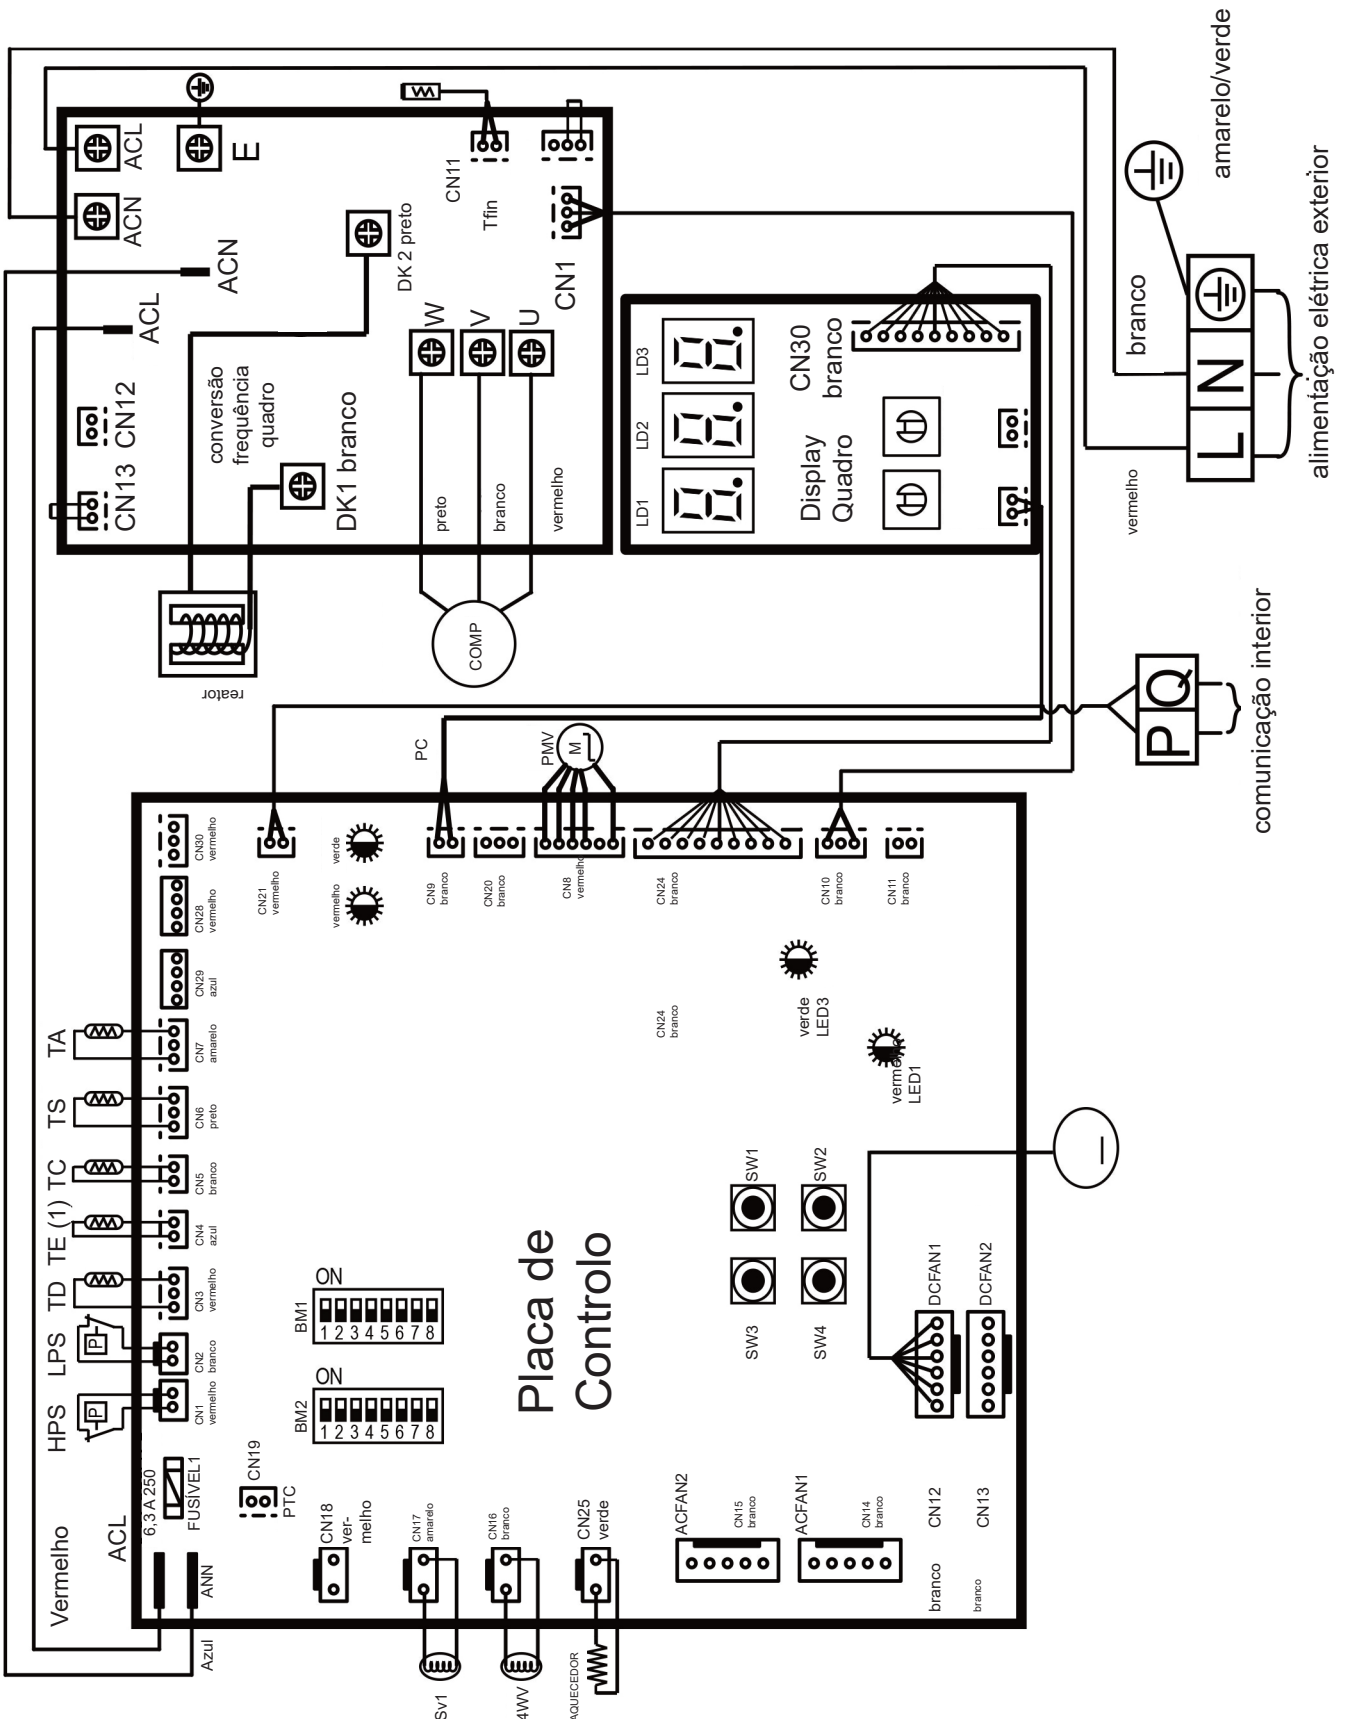 Vermelho
ACL
Azul
ANN
6,3 A 250
FUSÍVEL1
HPS
P
CN1
vermelho
LPS
P
CN2
branco
TD
CN3
vermelho
TE (1)
CN4
azul
TC
CN5
branco
TS
CN6
preto
TA
CN7
amarelo
CN29
azul
CN28
vermelho
CN30
vermelho
CN21
vermelho
verde
vermelho
CN19
PTC
CN18
ver-
melho
CN17
amarelo
Sv1
CN16
branco
4WV
CN25
verde
AQUECEDOR
BM2
ON
1 2 3 4 5 6 7 8
BM1
ON
1 2 3 4 5 6 7 8
Placa de
Controlo
PC
CN9
branco
CN20
branco
PMV
M
CN8
vermelho
CN24
branco
CN24
branco
CN10
branco
CN11
branco
verde
LED3
vermelho
LED1
SW1
SW2
SW3
SW4
ACFAN2
CN15
branco
ACFAN1
CN14
branco
branco
CN12
DCFAN1
branco
CN13
DCFAN2
reator
COMP
CN13
CN12
ACL
ACN
ACN
ACL
E
conversão
frequência
quadro
DK1 branco
DK 2 preto
W
V
U
preto
branco
vermelho
CN11
Tfin
CN1
LD1
LD2
LD3
Display
Quadro
CN30
branco
vermelho
branco
amarelo/verde
L
N
alimentação elétrica exterior
P
Q
comunicação interior